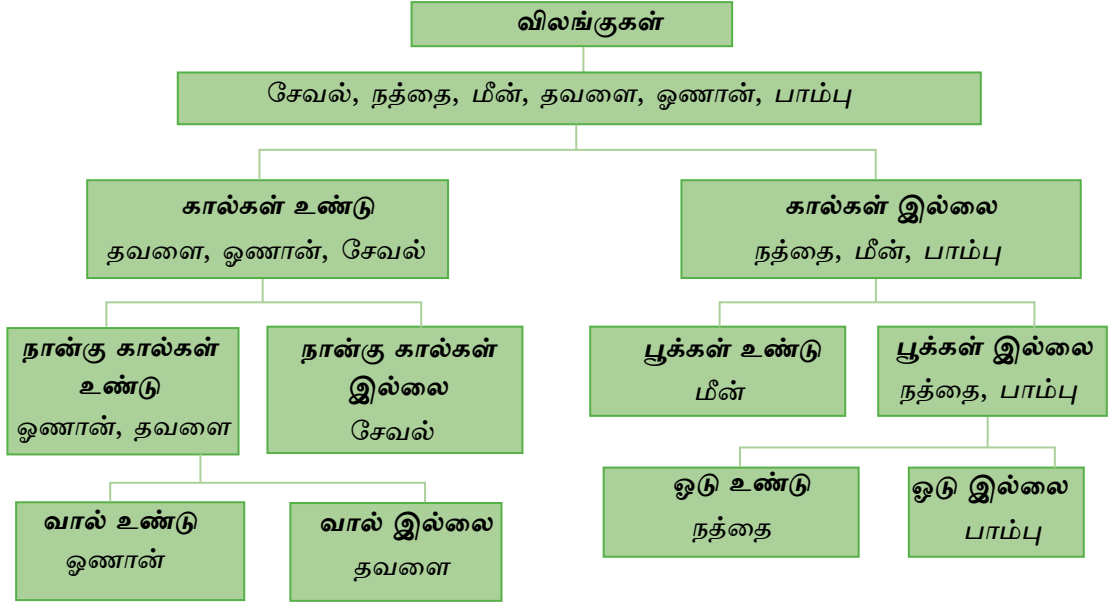 விலங்குகள்
சேவல், நத்தை, மீன், தவளை, ஓணான், பாம்பு
கால்கள் உண்டு
தவளை, ஓணான், சேவல்
கால்கள் இல்லை
நத்தை, மீன், பாம்பு
நான்கு கால்கள்
உண்டு
ஓணான், தவளை
நான்கு கால்கள்
இல்லை
சேவல்
பூக்கள் உண்டு
மீன்
பூக்கள் இல்லை
நத்தை, பாம்பு
வால் உண்டு
ஓணான்
வால் இல்லை
தவளை
ஓடு உண்டு
நத்தை
ஓடு இல்லை
பாம்பு